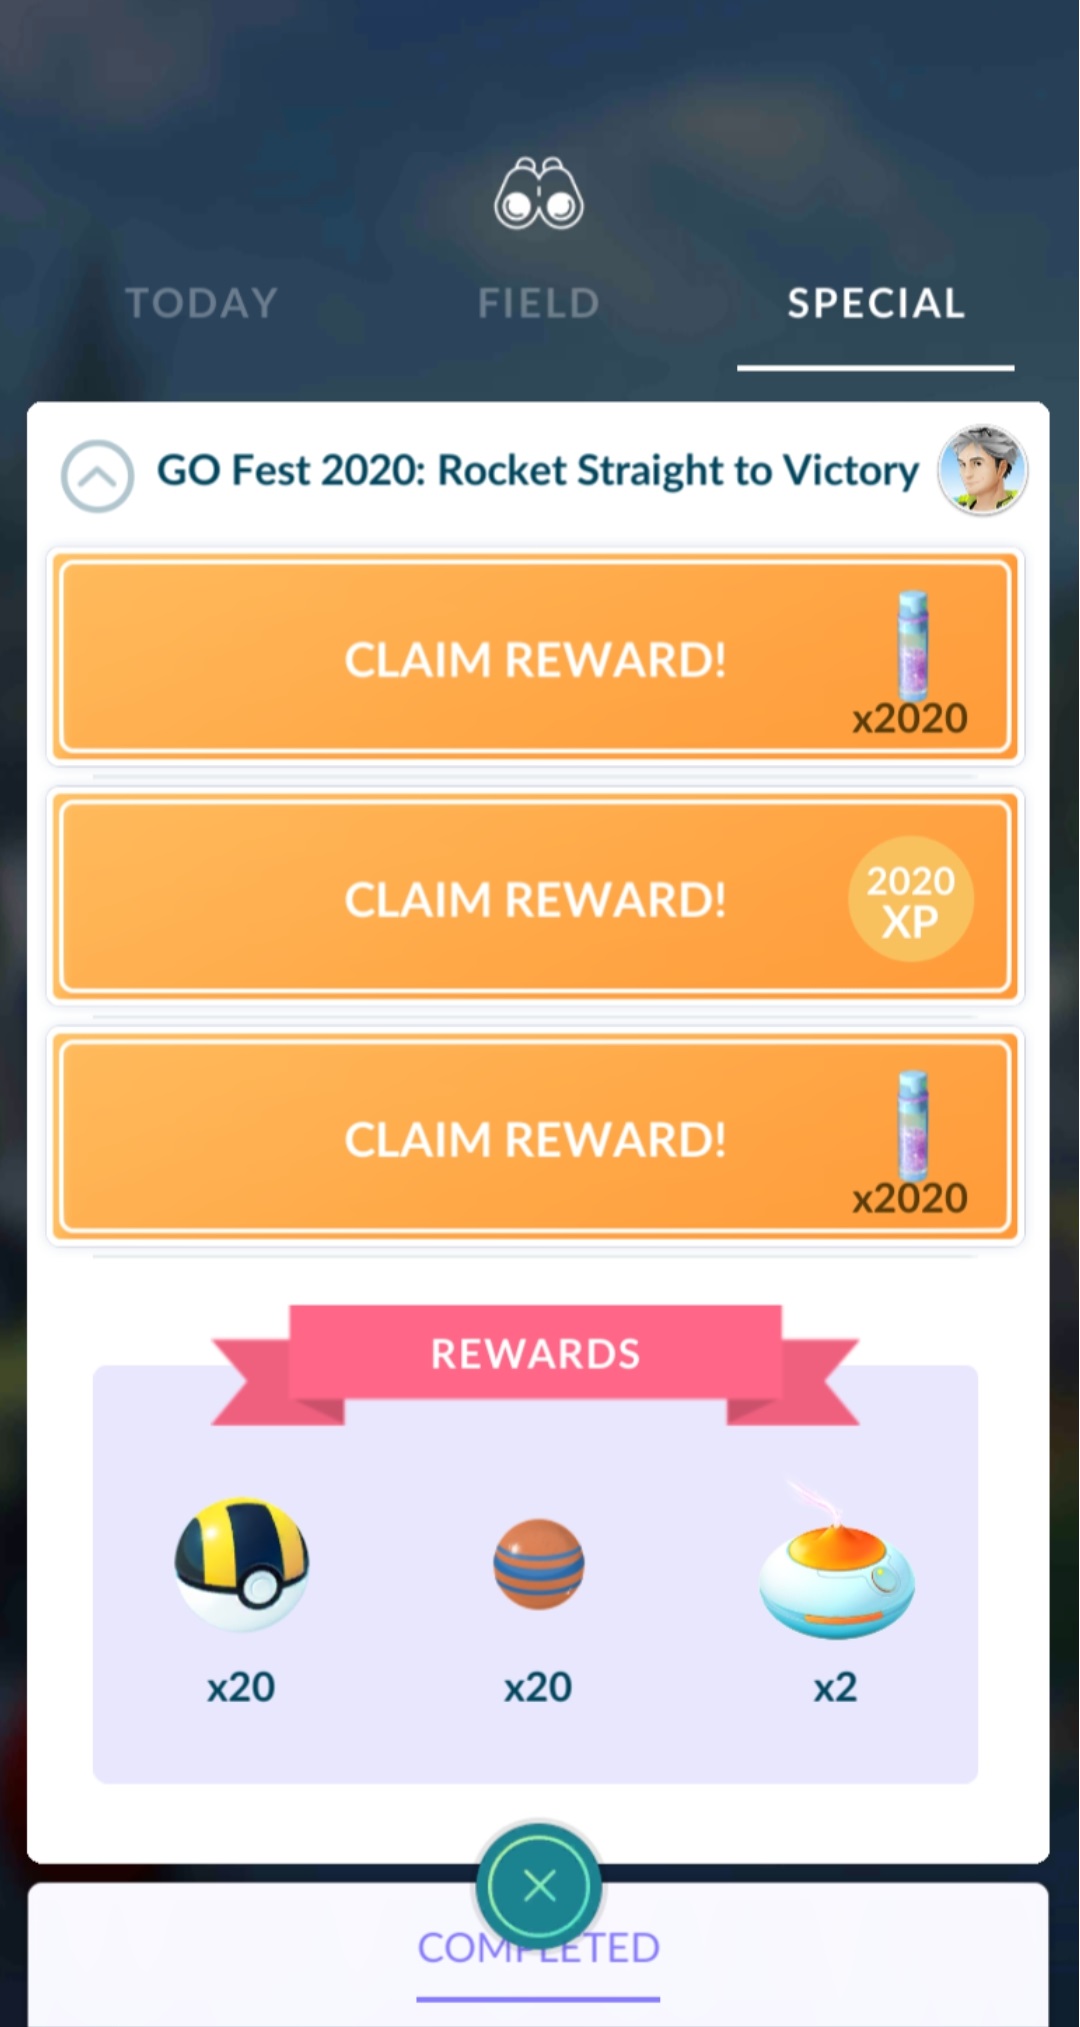 TODAY
FIELD
SPECIAL
GO Fest 2020: Rocket Straight to Victory
CLAIM REWARD!
x2020
CLAIM REWARD!
2020
XP
CLAIM REWARD!
x2020
REWARDS
x20
x20
x2
COMPLETED